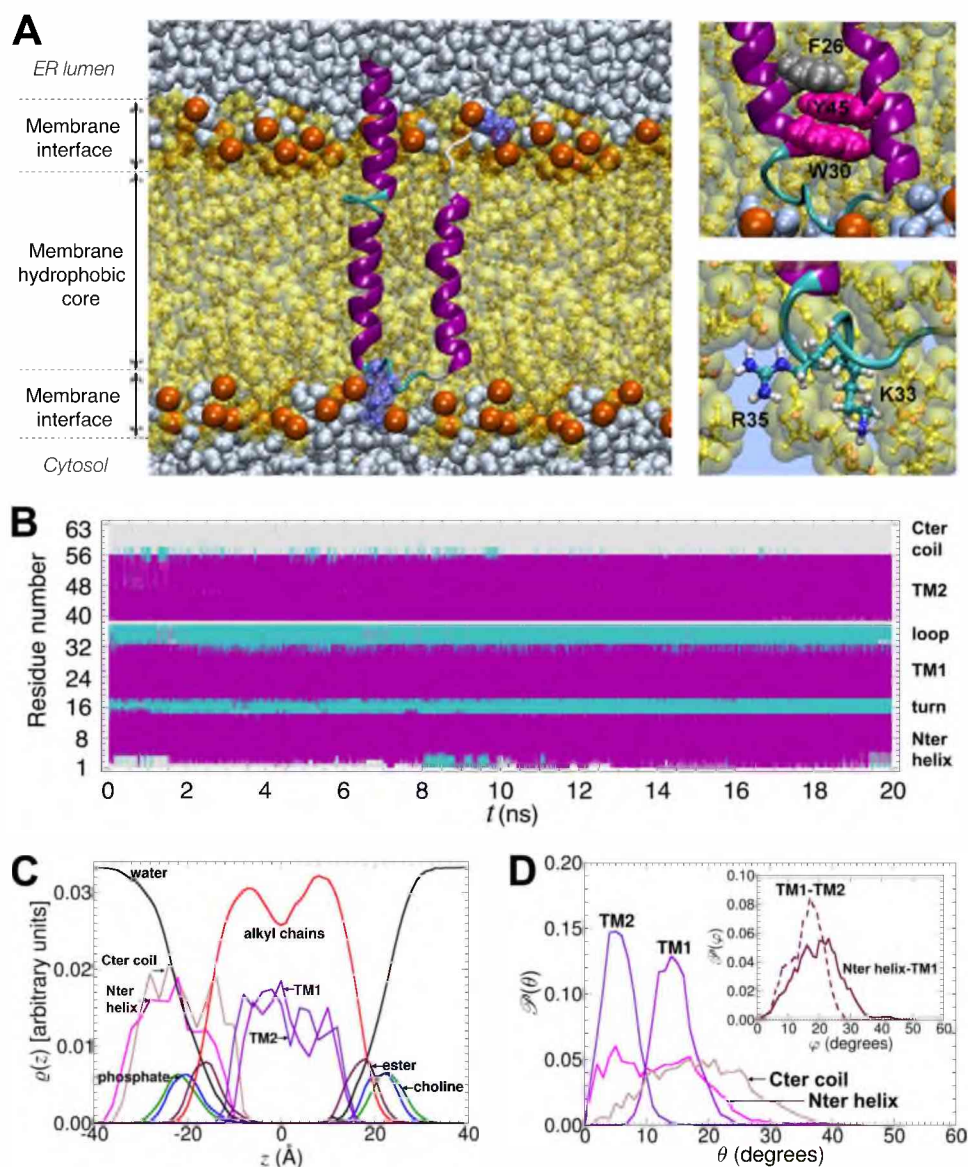 A
ER lumen
Membrane
interface
Membrane
hydrophobic
core
Membrane
interface
Cytosol
F26
Y45
W30
R35
K33
B
Residue number
63
56
48
40
32
24
16
8
1
Cter
coil
TM2
loop
TM1
turn
Nter
helix
0 2 4 6 8 10 12 14 16 18 20
t (ns)
C
ϱ(z) [arbitrary units]
0.03
0.02
0.01
0.00
water
alkyl chains
Cter coil
Nter
helix
TM1
TM2
phosphate
ester
choline
-40 -20 0 20 40
z (Å)
D
𝒫(θ)
0.20
0.15
0.10
0.05
0.00
TM2
TM1
Cter coil
Nter helix
0 10 20 30 40 50 60
θ (degrees)
𝒫(φ)
0.10
0.08
0.06
0.04
0.02
0.00
TM1-TM2
Nter helix-TM1
0 10 20 30 40 50 60
φ (degrees)